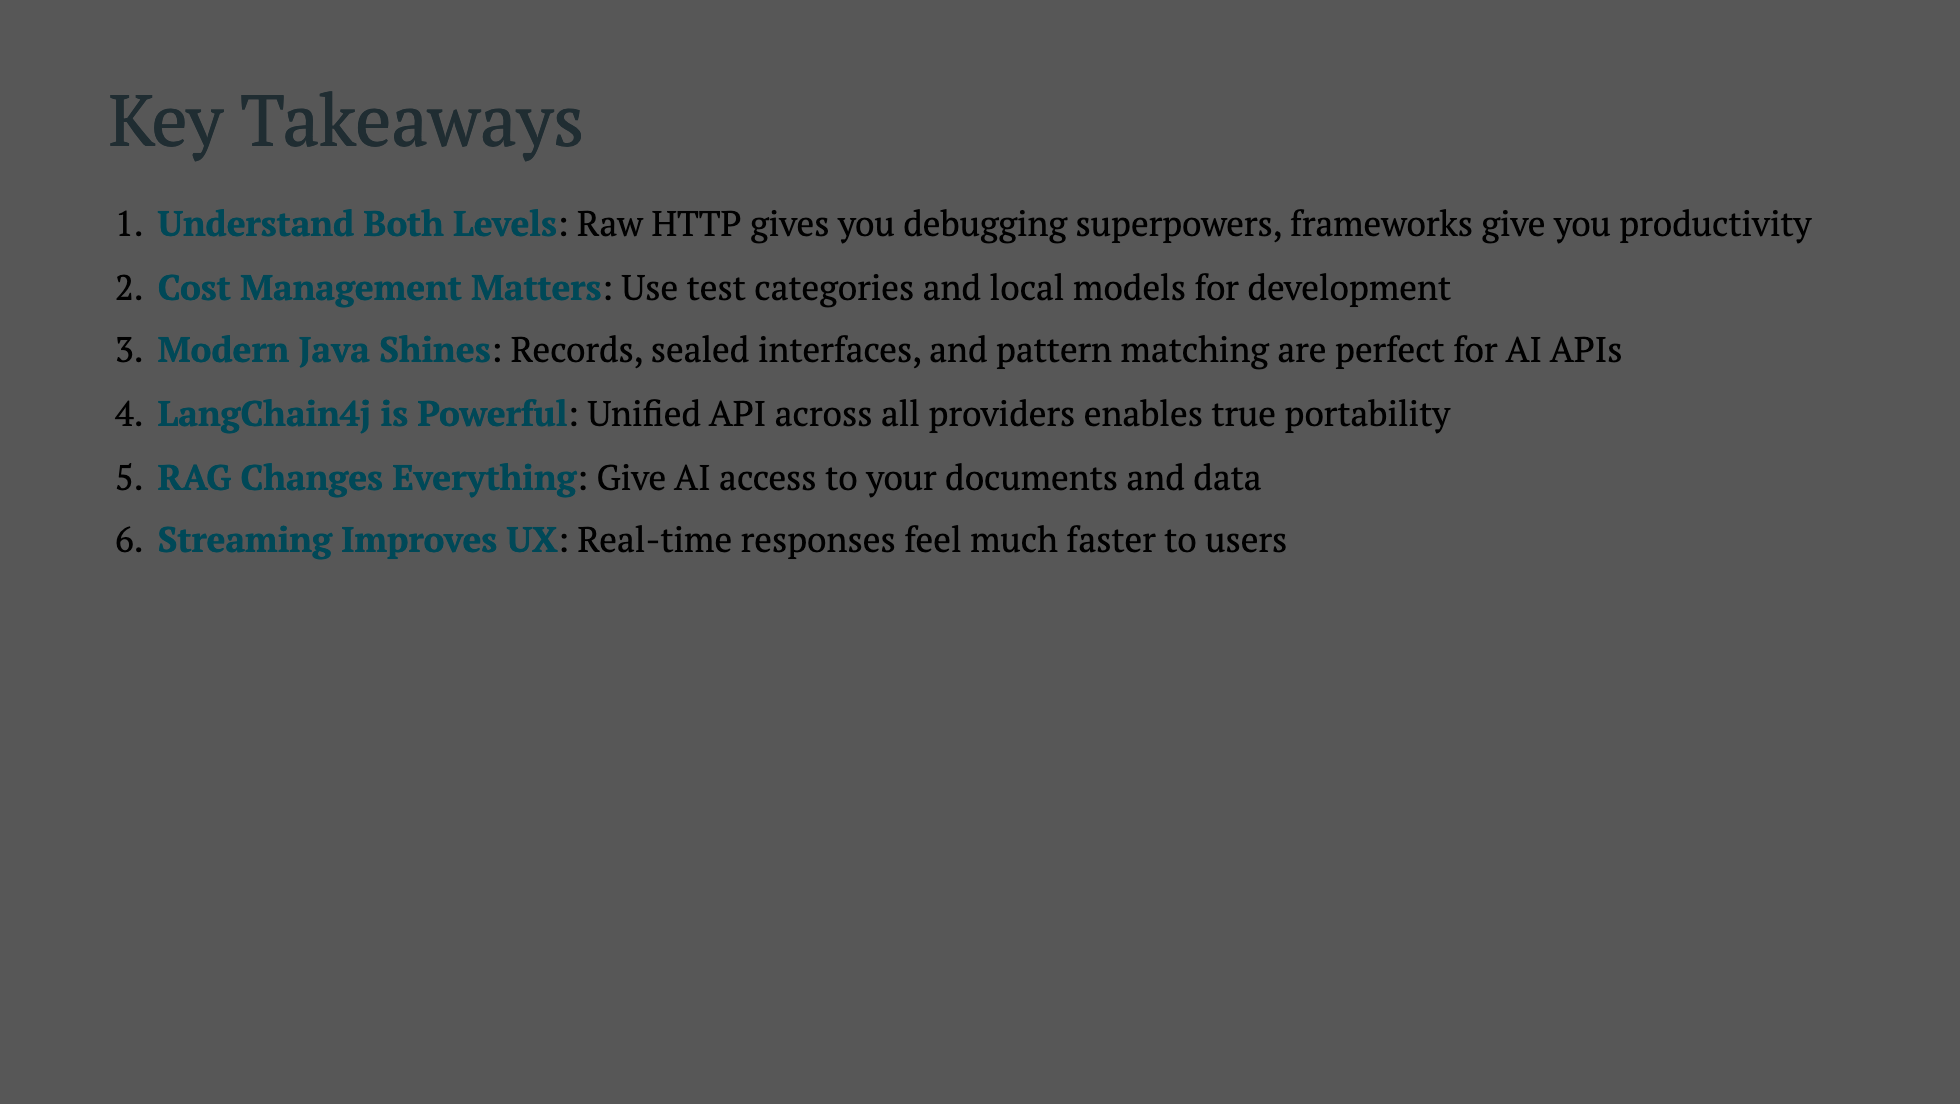 Key Takeaways
1. Understand Both Levels: Raw HTTP gives you debugging superpowers, frameworks give you productivity
2. Cost Management Matters: Use test categories and local models for development
3. Modern Java Shines: Records, sealed interfaces, and pattern matching are perfect for AI APIs
4. LangChain4j is Powerful: Unified API across all providers enables true portability
5. RAG Changes Everything: Give AI access to your documents and data
6. Streaming Improves UX: Real-time responses feel much faster to users